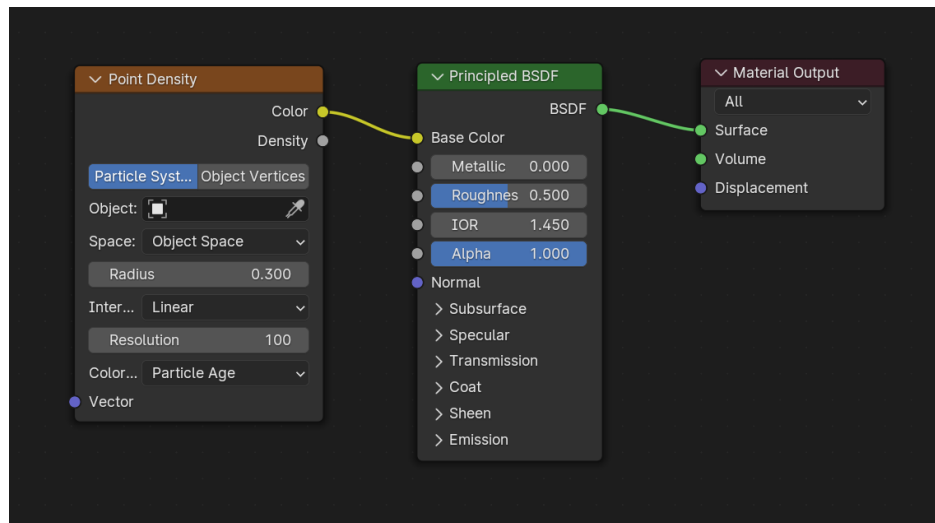 Point Density
Color
Density
Particle Syst... Object Vertices
Object:
Space: Object Space
Radius 0.300
Inter... Linear
Resolution 100
Color... Particle Age
Vector
Principled BSDF
BSDF
Base Color
Metallic 0.000
Roughnes 0.500
IOR 1.450
Alpha 1.000
Normal
Subsurface
Specular
Transmission
Coat
Sheen
Emission
Material Output
All
Surface
Volume
Displacement